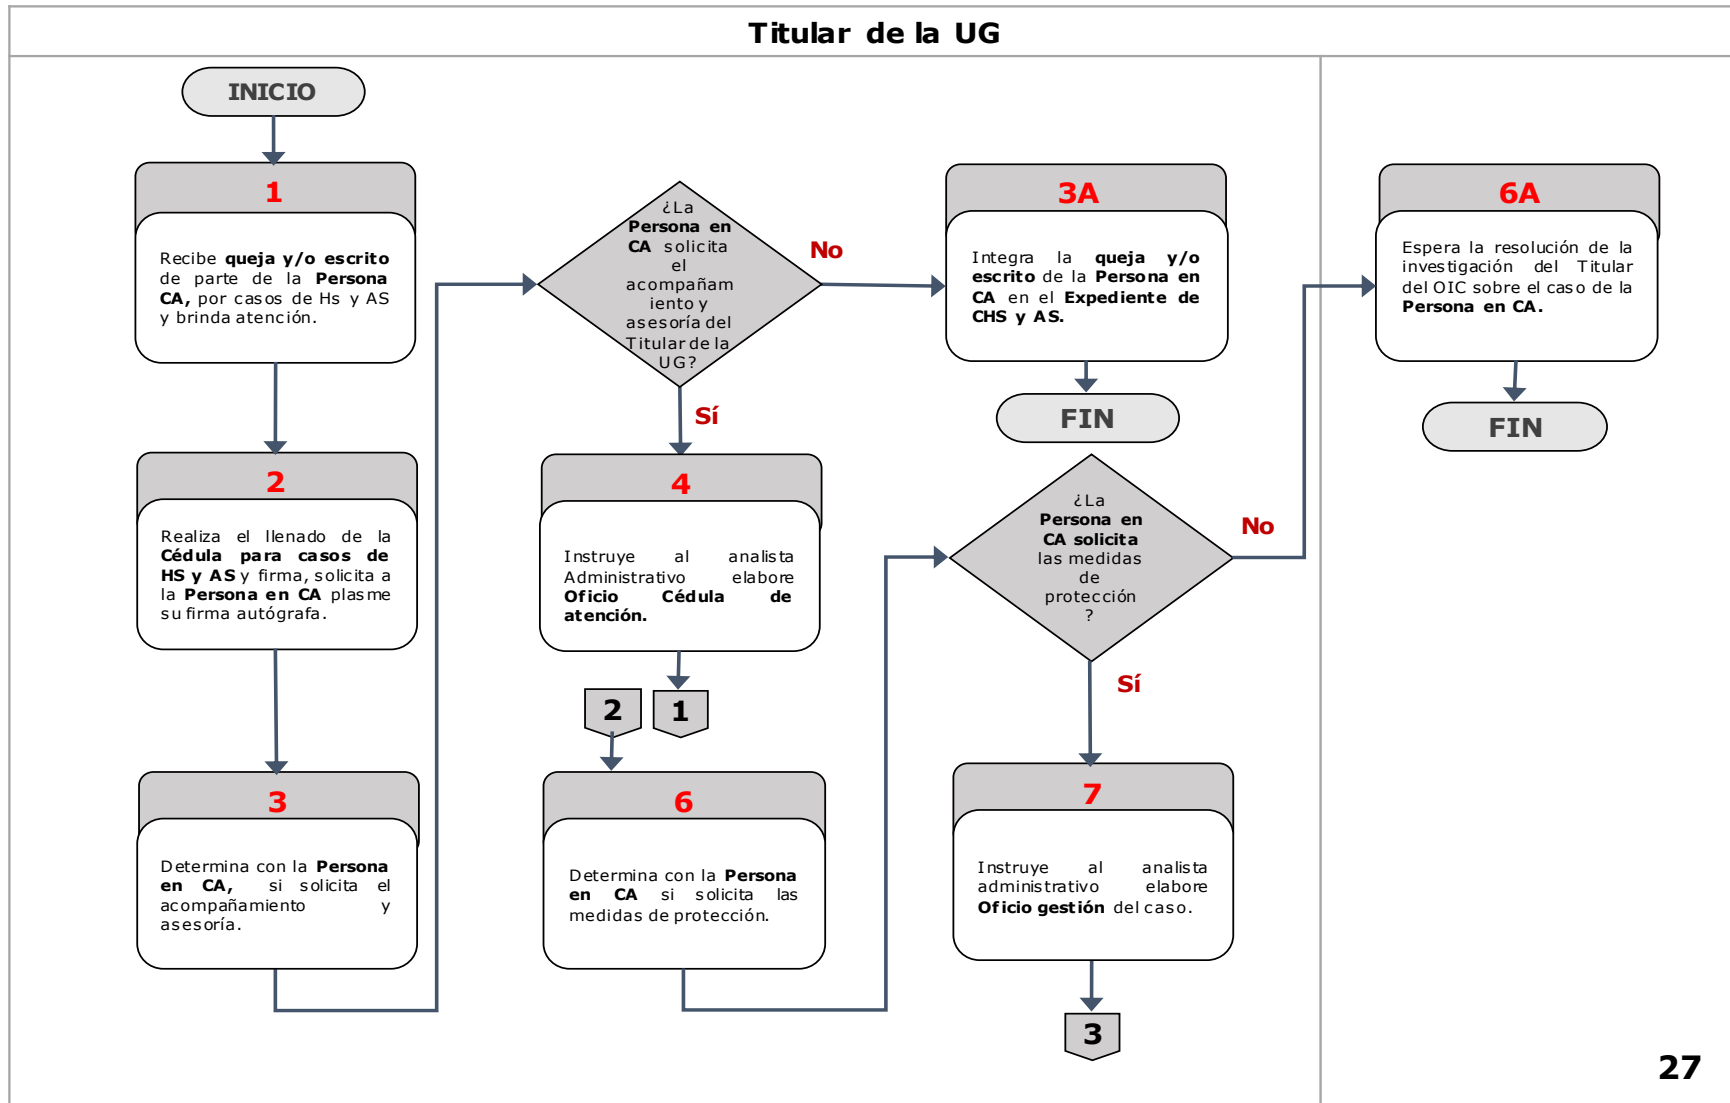 Titular de la UG
INICIO
1
Recibe queja y/o escrito
de parte de la Persona
CA, por casos de Hs y AS
y brinda atención.
2
Realiza el llenado de la
Cédula para casos de
HS y AS y firma, solicita a
la Persona en CA plasme
su firma autógrafa.
3
Determina con la Persona
en CA, si solicita el
acompañamiento y
asesoría.
¿La
Persona en
CA solicita
el
acompañam
iento y
asesoría del
Titular de la
UG?
No
Sí
3A
Integra la queja y/o
escrito de la Persona en
CA en el Expediente de
CHS y AS.
FIN
4
Instruye al analista
Administrativo elabore
Oficio Cédula de
atención.
2
1
6
Determina con la Persona
en CA si solicita las
medidas de protección.
¿La
Persona en
CA solicita
las medidas
de
protección
?
No
Sí
7
Instruye al analista
administrativo elabore
Oficio gestión del caso.
3
6A
Espera la resolución de la
investigación del Titular
del OIC sobre el caso de la
Persona en CA.
FIN
27